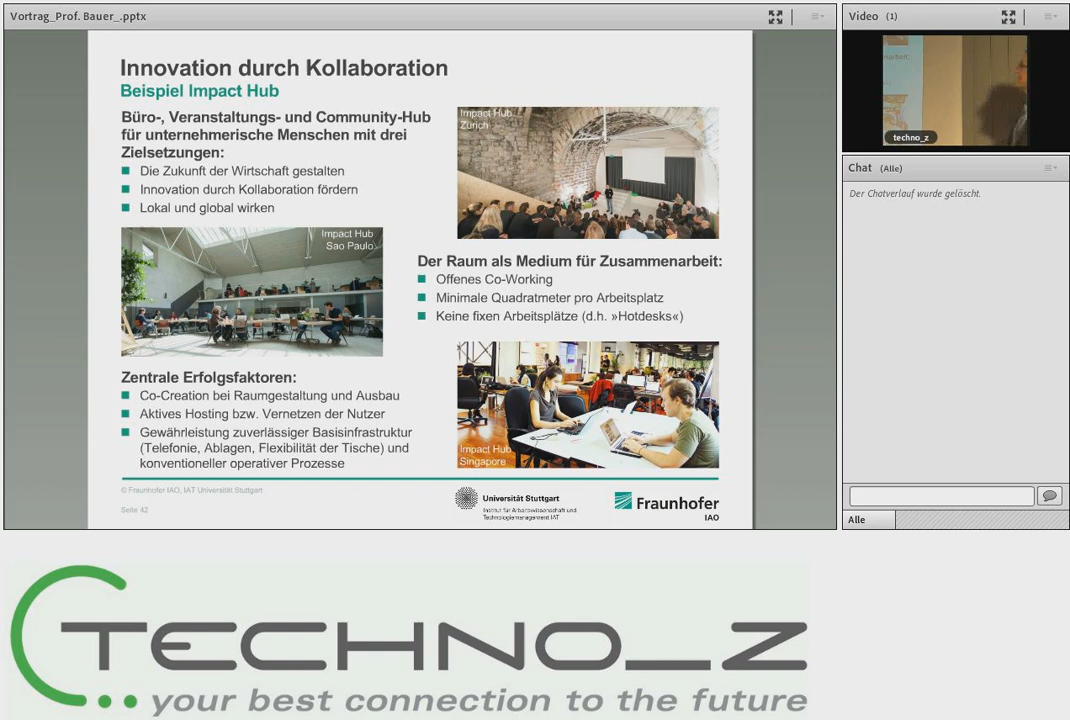 Vortrag_Prof. Bauer_.pptx
Innovation durch Kollaboration
Beispiel Impact Hub
Büro-, Veranstaltungs- und Community-Hub
für unternehmerische Menschen mit drei
Zielsetzungen:
Die Zukunft der Wirtschaft gestalten
Innovation durch Kollaboration fördern
Lokal und global wirken
Impact Hub
Zürich
Impact Hub
Sao Paulo
Der Raum als Medium für Zusammenarbeit:
Offenes Co-Working
Minimale Quadratmeter pro Arbeitsplatz
Keine fixen Arbeitsplätze (d.h. »Hotdesks«)
Zentrale Erfolgsfaktoren:
Co-Creation bei Raumgestaltung und Ausbau
Aktives Hosting bzw. Vernetzen der Nutzer
Gewährleistung zuverlässiger Basisinfrastruktur
(Telefonie, Ablagen, Flexibilität der Tische) und
konventioneller operativer Prozesse
Impact Hub
Singapore
© Fraunhofer IAO, IAT Universität Stuttgart
Seite 42
Universität Stuttgart
Institut für Arbeitswissenschaft und
Technologiemanagement IAT
Fraunhofer
IAO
Video (1)
techno_z
Chat (Alle)
Der Chatverlauf wurde gelöscht.
Alle
TECHNO_Z
your best connection to the future